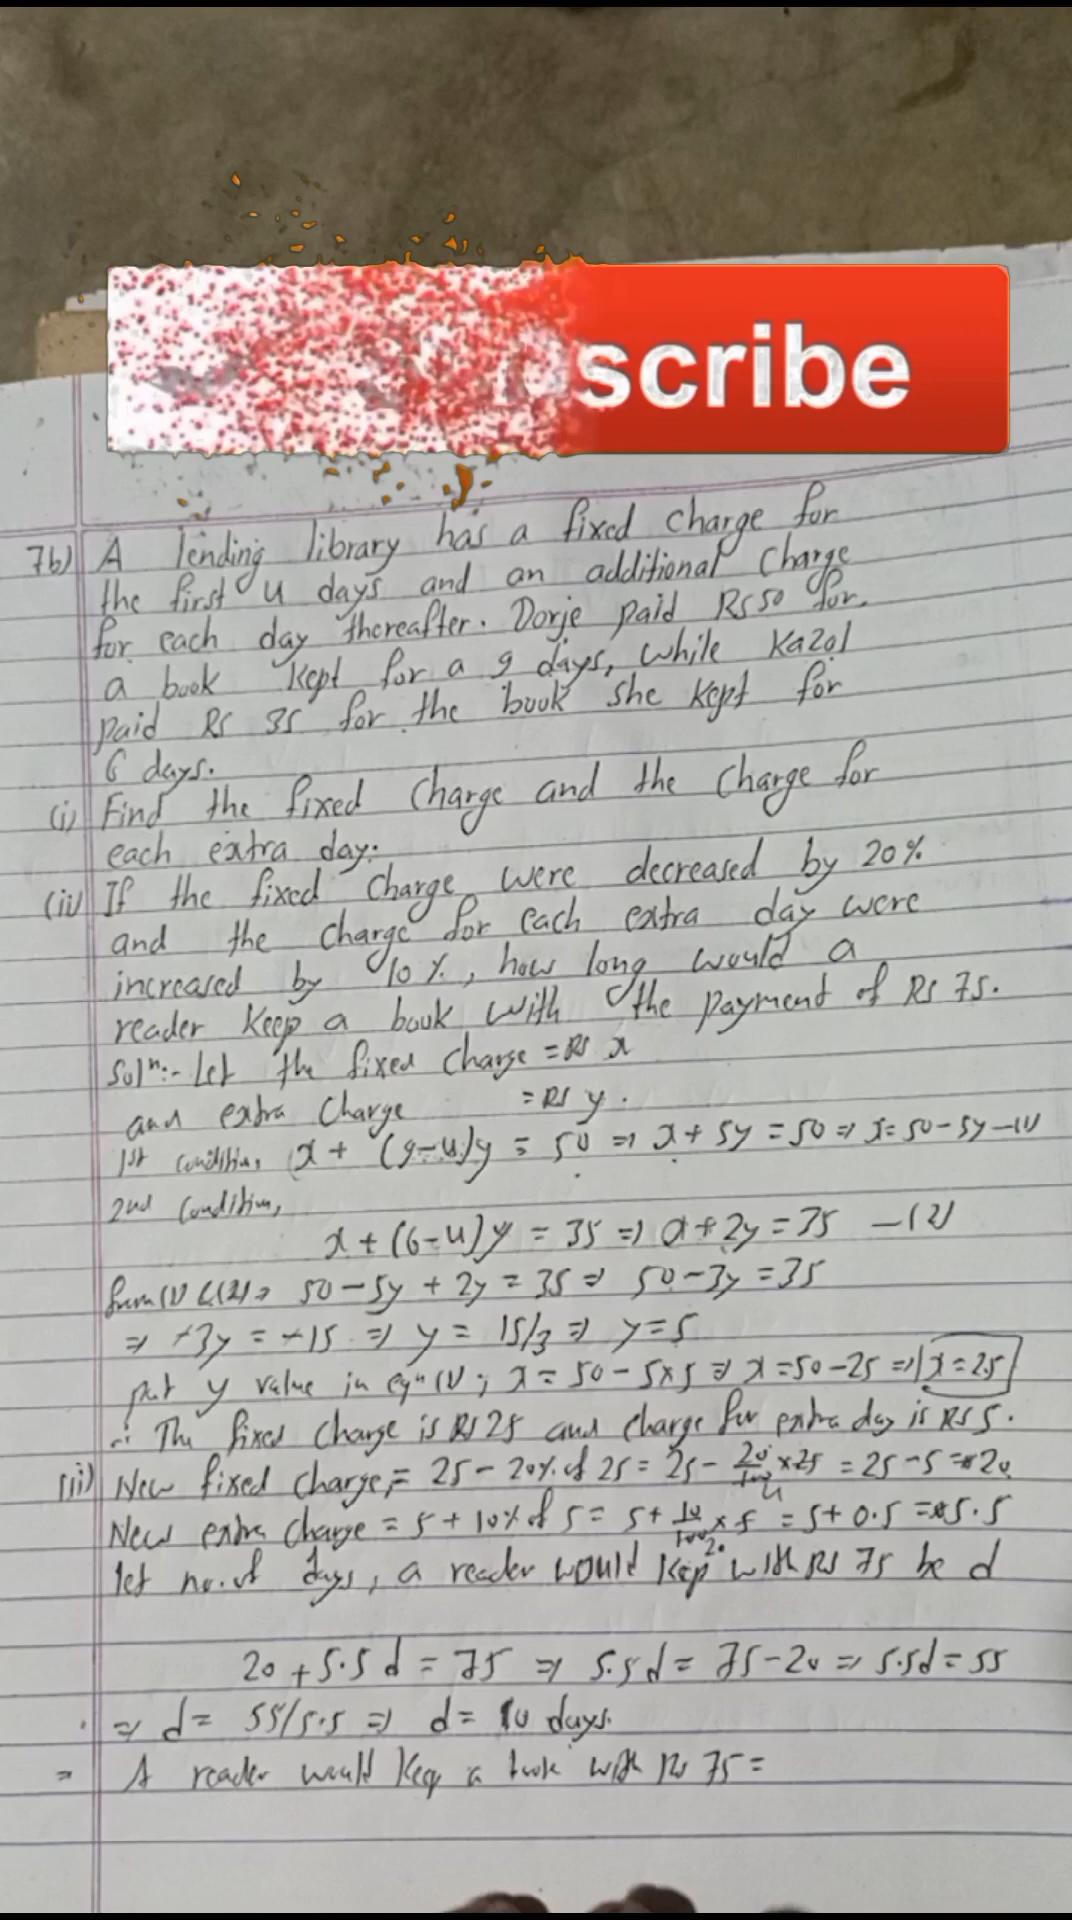 scribe
7b) A lending library has a fixed charge for
the first 4 days and an additional charge
for each day thereafter. Dorje paid Rs 50 for
a book kept for a 9 days, while Kazol
paid Rs 35 for the book she kept for
6 days.
(i) Find the fixed charge and the charge for
each extra day.
(ii) If the fixed charge were decreased by 20%
and the charge for each extra day were
increased by 10%, how long would a
reader keep a book with the payment of Rs 75.
Solⁿ:- Let the fixed charge = Rs x
and extra charge = Rs y.
1st condition, x + (9-4)y = 50 ⇒ x + 5y = 50 ⇒ x = 50 - 5y —(1)
2nd condition,
x + (6-4)y = 35 ⇒ x + 2y = 35 —(2)
from (1) & (2) ⇒ 50 - 5y + 2y = 35 ⇒ 50 - 3y = 35
⇒ -3y = -15 ⇒ y = 15/3 ⇒ y = 5
put y value in eqⁿ (1); x = 50 - 5×5 ⇒ x = 50 - 25 ⇒ x = 25
∴ The fixed charge is Rs 25 and charge for extra day is Rs 5.
(ii) New fixed charge, = 25 - 20% of 25 = 25 - 20/100 × 25 = 25 - 5 = 20
New extra charge = 5 + 10% of 5 = 5 + 10/100 × 5 = 5 + 0.5 = 5.5
let no. of days, a reader would keep with Rs 75 be d
20 + 5.5d = 75 ⇒ 5.5d = 75 - 20 ⇒ 5.5d = 55
⇒ d = 55/5.5 ⇒ d = 10 days.
= A reader would keep a book with Rs 75 =